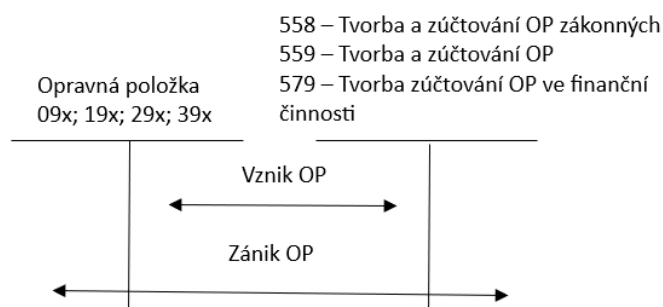 558 – Tvorba a zúčtování OP zákonných
559 – Tvorba a zúčtování OP
579 – Tvorba zúčtování OP ve finanční
činnosti
Opravná položka
09x; 19x; 29x; 39x
Vznik OP
Zánik OP